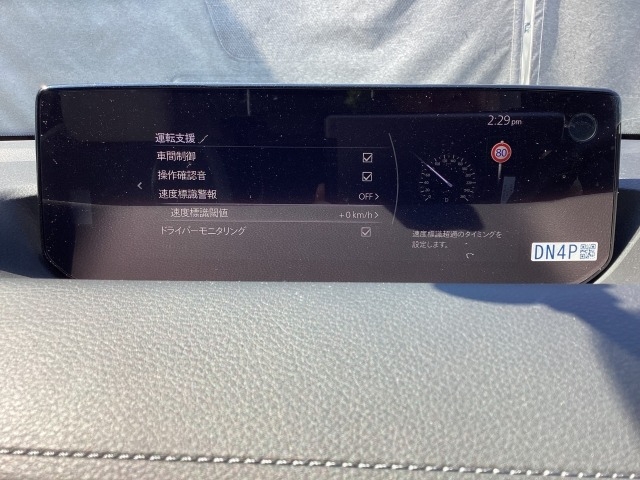 2:29 pm
運転支援 ／
車間制御
操作確認音
速度標識警報 OFF >
速度標識閾値 +0 km/h >
ドライバーモニタリング
80
速度標識超過のタイミングを
設定します。
DN4P